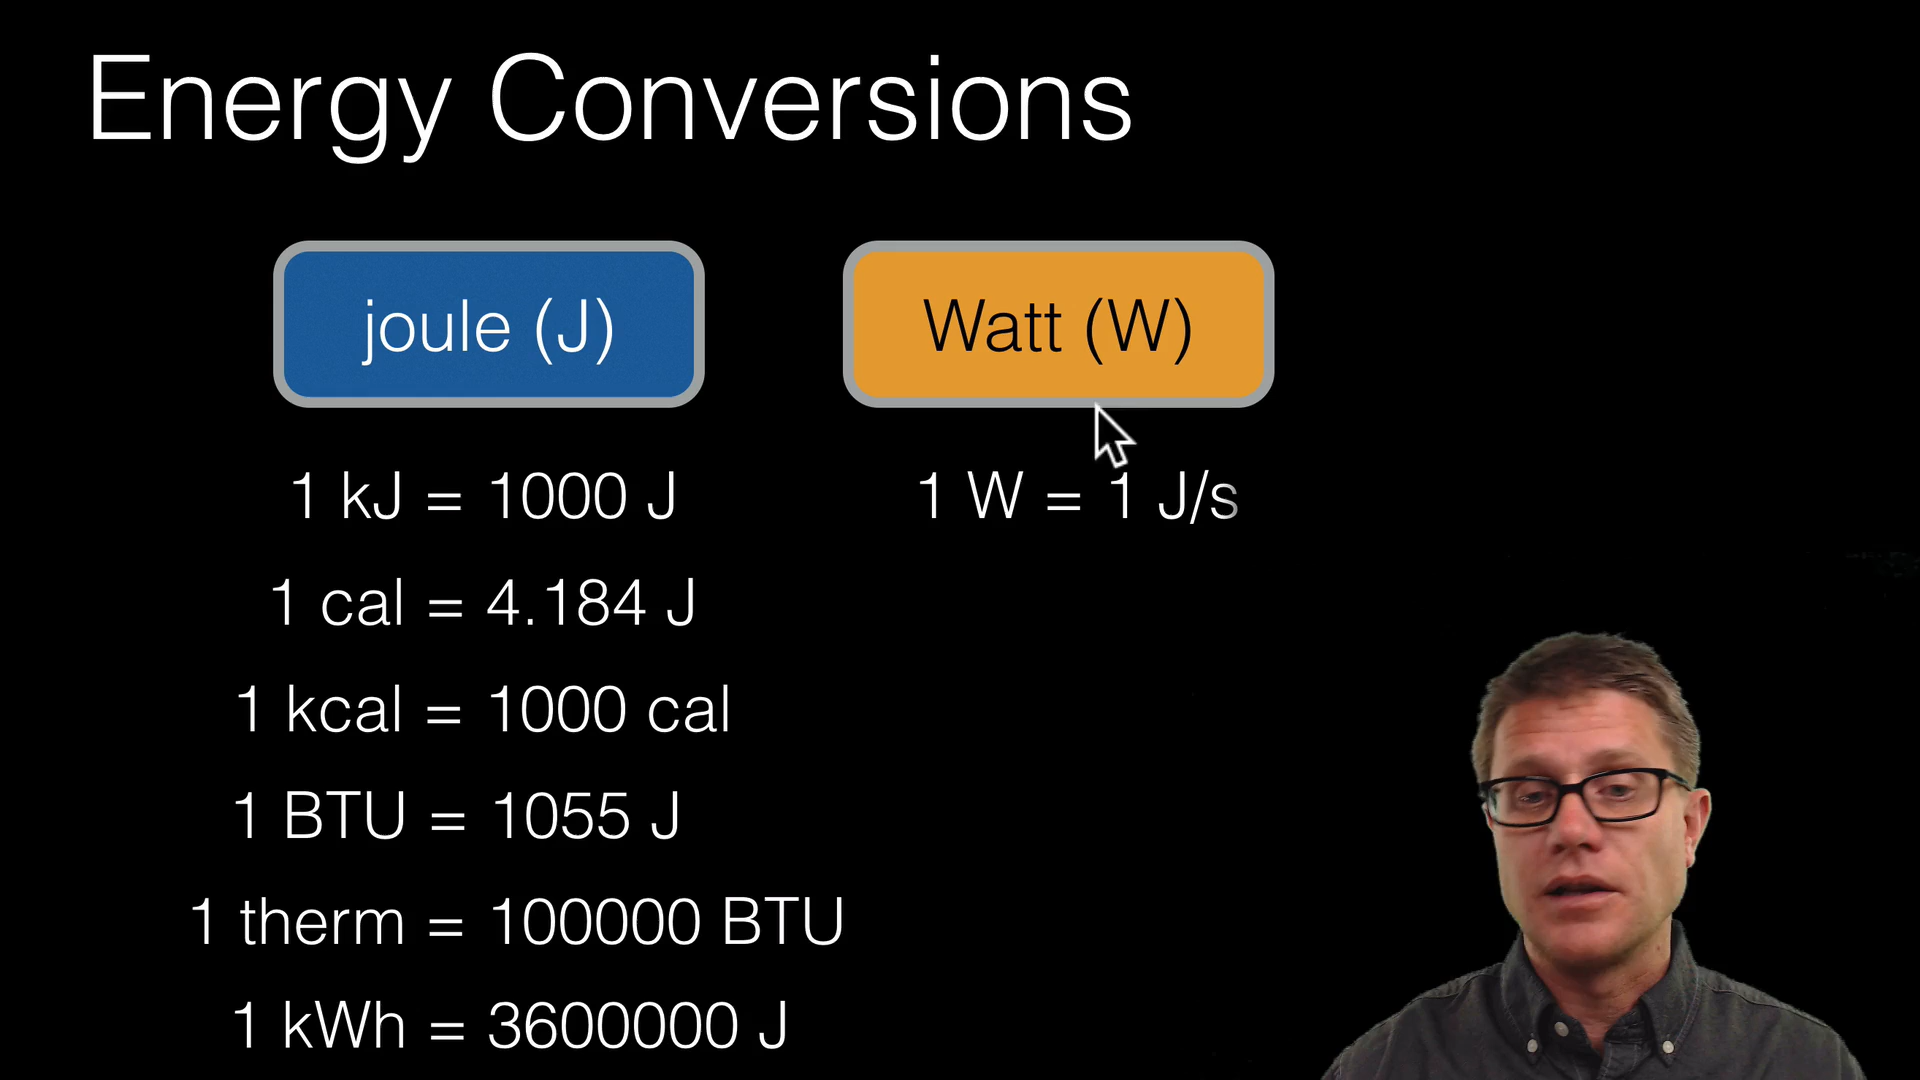 Energy Conversions
joule (J)
Watt (W)
1 kJ = 1000 J
1 W = 1 J/s
1 cal = 4.184 J
1 kcal = 1000 cal
1 BTU = 1055 J
1 therm = 100000 BTU
1 kWh = 3600000 J